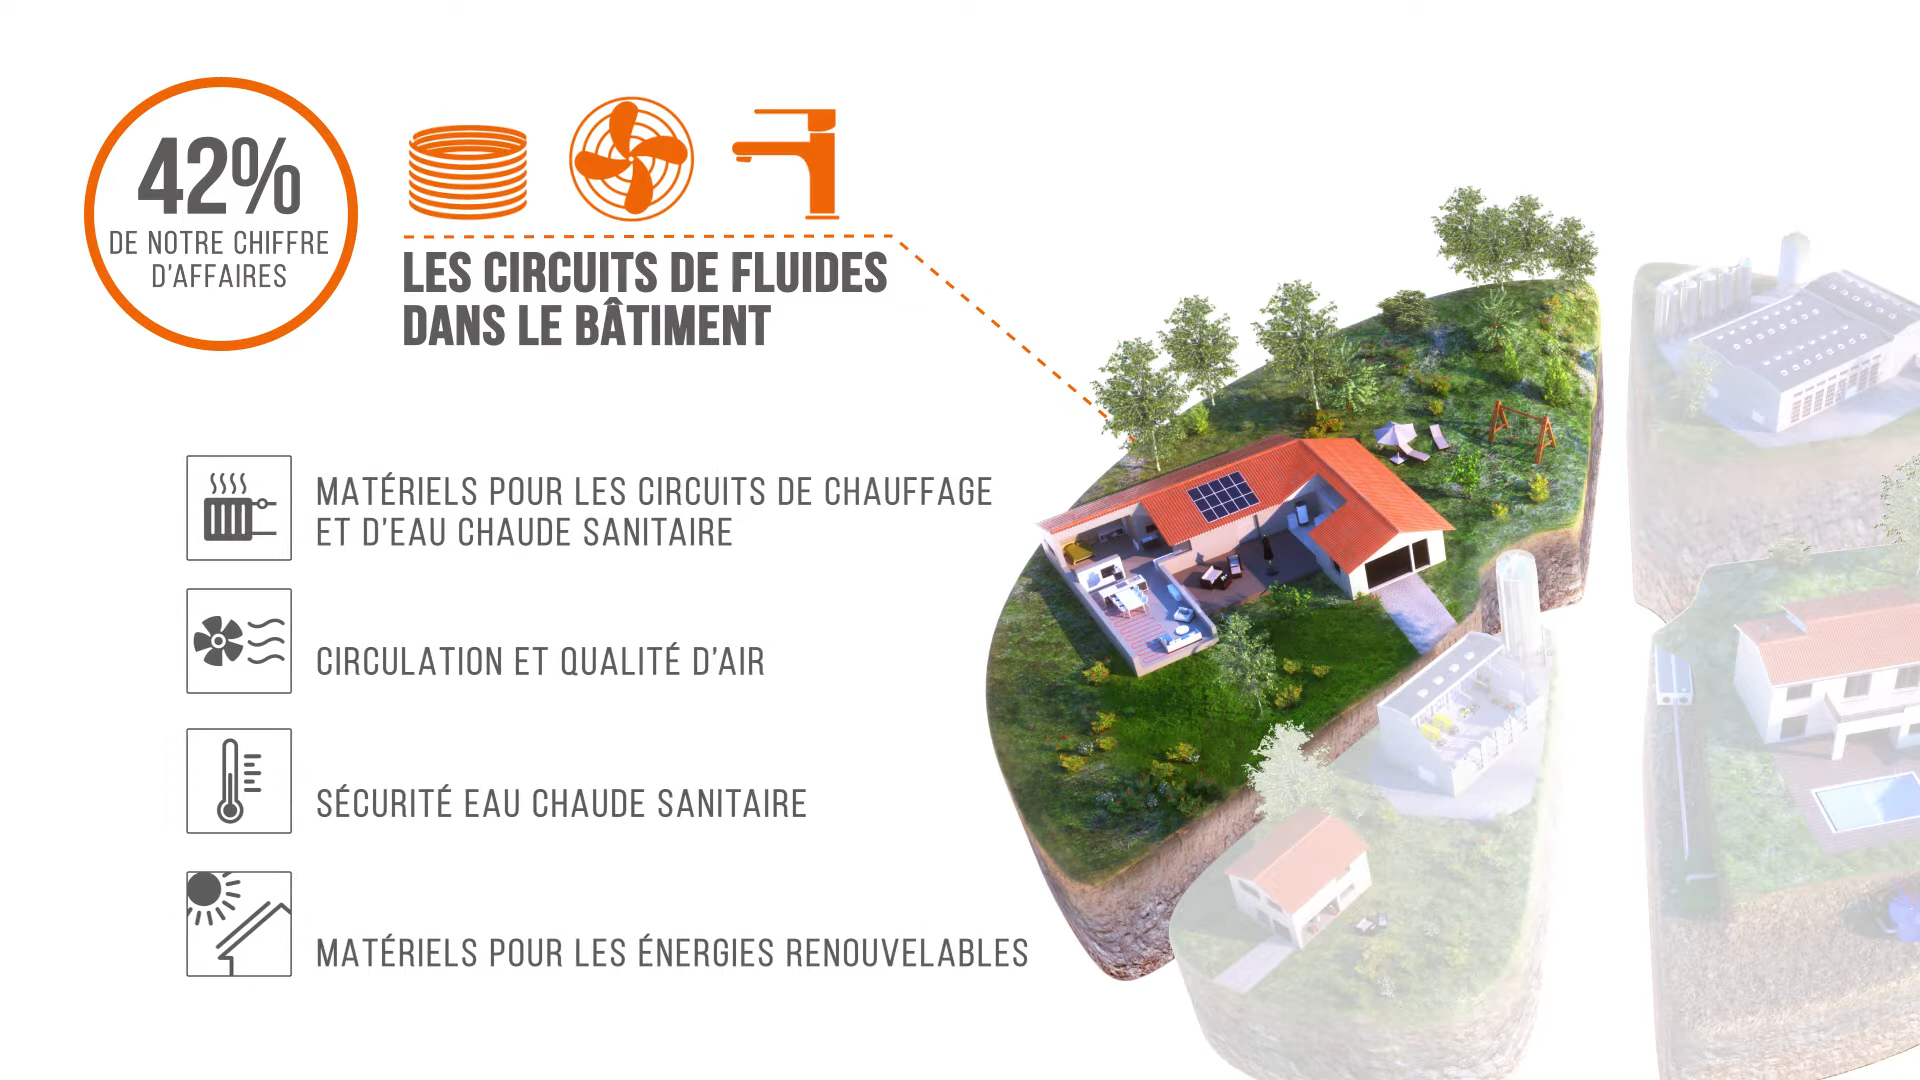 42%
DE NOTRE CHIFFRE
D'AFFAIRES
LES CIRCUITS DE FLUIDES
DANS LE BÂTIMENT
MATÉRIELS POUR LES CIRCUITS DE CHAUFFAGE
ET D'EAU CHAUDE SANITAIRE
CIRCULATION ET QUALITÉ D'AIR
SÉCURITÉ EAU CHAUDE SANITAIRE
MATÉRIELS POUR LES ÉNERGIES RENOUVELABLES